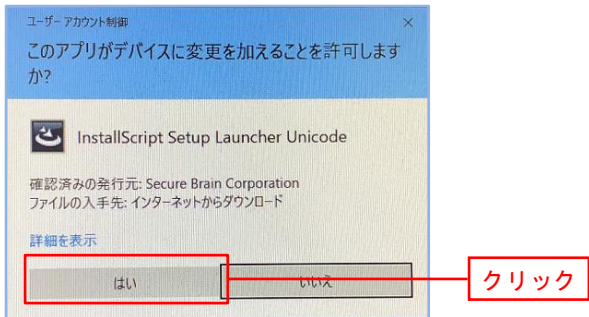 ユーザー アカウント制御
このアプリがデバイスに変更を加えることを許可します
か?
InstallScript Setup Launcher Unicode
確認済みの発行元: Secure Brain Corporation
ファイルの入手先: インターネットからダウンロード
詳細を表示
はい
いいえ
クリック